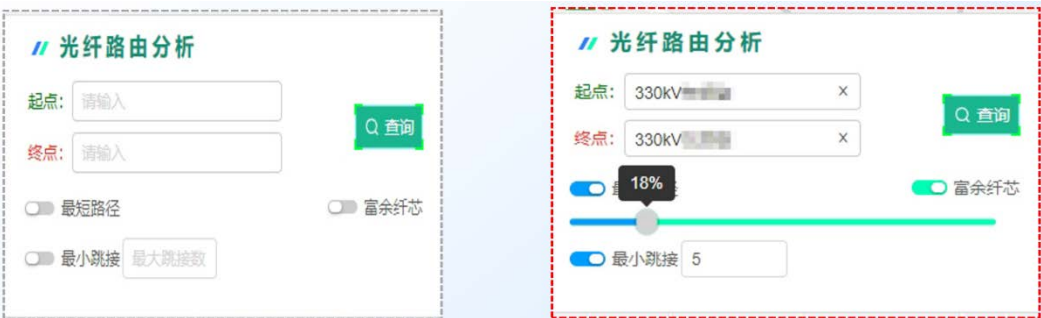 光纤路由分析
起点: 请输入
查询
终点: 请输入
最短路径 富余纤芯
最小跳接 最大跳接数
光纤路由分析
起点: 330kV X
查询
终点: 330kV X
18% 富余纤芯
最小跳接 5